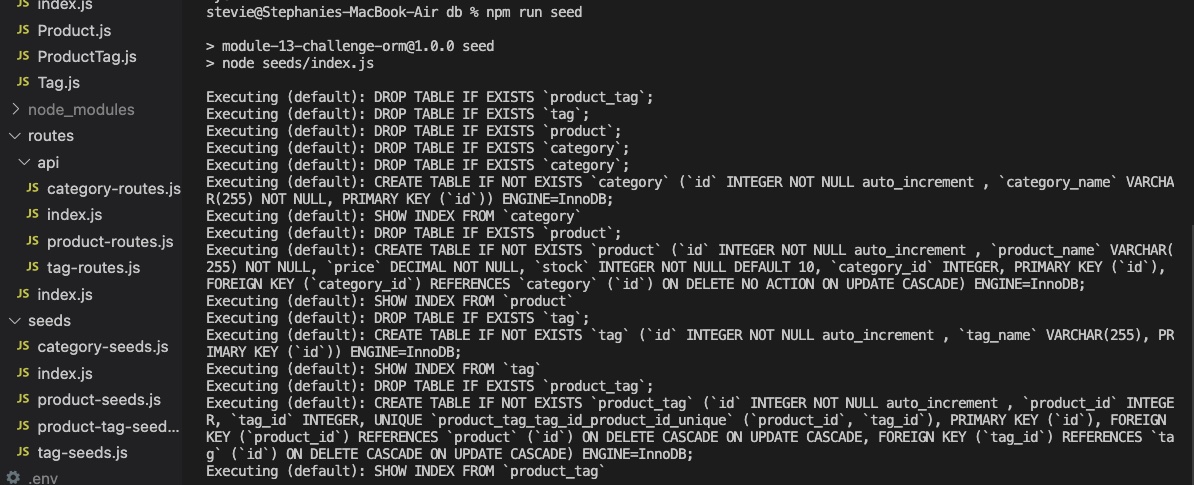 JS index.js
JS Product.js
JS ProductTag.js
JS Tag.js
> node_modules
routes
api
JS category-routes.js
JS index.js
JS product-routes.js
JS tag-routes.js
JS index.js
seeds
JS category-seeds.js
JS index.js
JS product-seeds.js
JS product-tag-seed...
JS tag-seeds.js
.env
stevie@Stephanies-MacBook-Air db % npm run seed
> module-13-challenge-orm@1.0.0 seed
> node seeds/index.js
Executing (default): DROP TABLE IF EXISTS `product_tag`;
Executing (default): DROP TABLE IF EXISTS `tag`;
Executing (default): DROP TABLE IF EXISTS `product`;
Executing (default): DROP TABLE IF EXISTS `category`;
Executing (default): DROP TABLE IF EXISTS `category`;
Executing (default): CREATE TABLE IF NOT EXISTS `category` (`id` INTEGER NOT NULL auto_increment , `category_name` VARCHA
R(255) NOT NULL, PRIMARY KEY (`id`)) ENGINE=InnoDB;
Executing (default): SHOW INDEX FROM `category`
Executing (default): DROP TABLE IF EXISTS `product`;
Executing (default): CREATE TABLE IF NOT EXISTS `product` (`id` INTEGER NOT NULL auto_increment , `product_name` VARCHAR(
255) NOT NULL, `price` DECIMAL NOT NULL, `stock` INTEGER NOT NULL DEFAULT 10, `category_id` INTEGER, PRIMARY KEY (`id`),
FOREIGN KEY (`category_id`) REFERENCES `category` (`id`) ON DELETE NO ACTION ON UPDATE CASCADE) ENGINE=InnoDB;
Executing (default): SHOW INDEX FROM `product`
Executing (default): DROP TABLE IF EXISTS `tag`;
Executing (default): CREATE TABLE IF NOT EXISTS `tag` (`id` INTEGER NOT NULL auto_increment , `tag_name` VARCHAR(255), PR
IMARY KEY (`id`)) ENGINE=InnoDB;
Executing (default): SHOW INDEX FROM `tag`
Executing (default): DROP TABLE IF EXISTS `product_tag`;
Executing (default): CREATE TABLE IF NOT EXISTS `product_tag` (`id` INTEGER NOT NULL auto_increment , `product_id` INTEGE
R, `tag_id` INTEGER, UNIQUE `product_tag_tag_id_product_id_unique` (`product_id`, `tag_id`), PRIMARY KEY (`id`), FOREIGN
KEY (`product_id`) REFERENCES `product` (`id`) ON DELETE CASCADE ON UPDATE CASCADE, FOREIGN KEY (`tag_id`) REFERENCES `ta
g` (`id`) ON DELETE CASCADE ON UPDATE CASCADE) ENGINE=InnoDB;
Executing (default): SHOW INDEX FROM `product_tag`